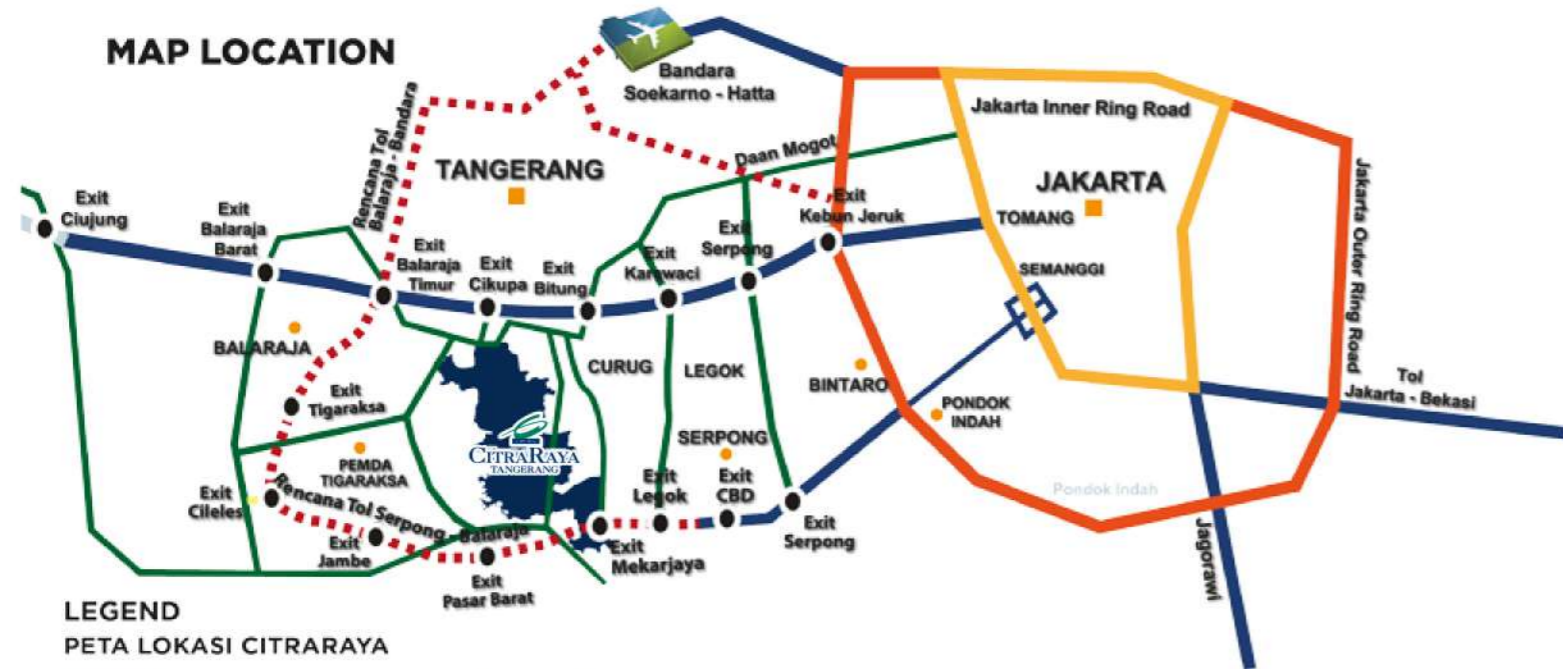 MAP LOCATION
Bandara
Soekarno - Hatta
Jakarta Inner Ring Road
Rencana Tol
Balaraja - Bandara
Daan Mogot
TANGERANG
JAKARTA
Jakarta Outor Ring Road
Exit
Ciujung
Exit
Balaraja
Barat
Exit
Balaraja
Timur
Exit
Cikupa
Exit
Bitung
Exit
Karawaci
Exit
Serpong
Exit
Kebun Jeruk
TOMANG
SEMANGGI
BALARAJA
CURUG
LEGOK
BINTARO
PONDOK
INDAH
Tol
Jakarta - Bekasi
Exit
Tigaraksa
CITRARAYA
TANGERANG
SERPONG
PEMDA
TIGARAKSA
Exit
Cileles
Rencana Tol Serpong - Balaraja
Exit
Legok
Exit
CBD
Pondok Indah
Exit
Jambe
Exit
Pasar Barat
Exit
Mekarjaya
Exit
Serpong
Jagorawi
LEGEND
PETA LOKASI CITRARAYA